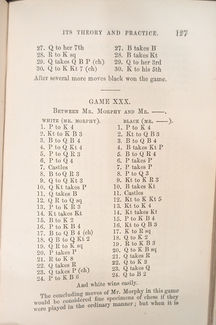 ITS THEORY AND PRACTICE. 127
27. Q to her 7th 27. B takes B
28. R to K sq 28. B takes Kt
29. Q takes Q B P (ch) 29. Q to her 3rd
30. Q to K Kt 7 (ch) 30. K to his 5th
After several more moves black won the game.
GAME XXX.
BETWEEN MR. MORPHY AND MR. ——.
WHITE (MR. MORPHY). BLACK (MR. ——).
1. P to K 4 1. P to K 4
2. Kt to K B 3 2. Kt to Q B 3
3. B to Q B 4 3. B to Q B 4
4. P to Q Kt 4 4. B takes Kt P
5. P to Q B 3 5. B to Q R 4
6. P to Q 4 6. P takes P
7. Castles 7. P takes P
8. B to Q R 3 8. P to Q 3
9. Q to Q Kt 3 9. Kt to K R 3
10. Q Kt takes P 10. B takes Kt
11. Q takes B 11. Castles
12. Q R to Q sq 12. Kt to K Kt 5
13. P to K R 3 13. Kt to K 4
14. Kt takes Kt 14. Kt takes Kt
15. B to K 2 15. P to K B 4
16. P to K B 4 16. Kt to Q B 3
17. B to Q B 4 (ch) 17. K to R sq
18. Q B to Q Kt 2 18. Q to K 2
19. Q R to K sq 19. R to K B 3
20. P takes P 20. Q to K B sq
21. R to K 8 21. Q takes R
22. Q takes R 22. Q to K 2
23. Q takes P (ch) 23. Q takes Q
24. P to K B 6 24. Q to B 2
And white wins easily.
The concluding moves of Mr. Morphy in this game
would be considered fine specimens of chess if they
were played in the ordinary manner; but when it is